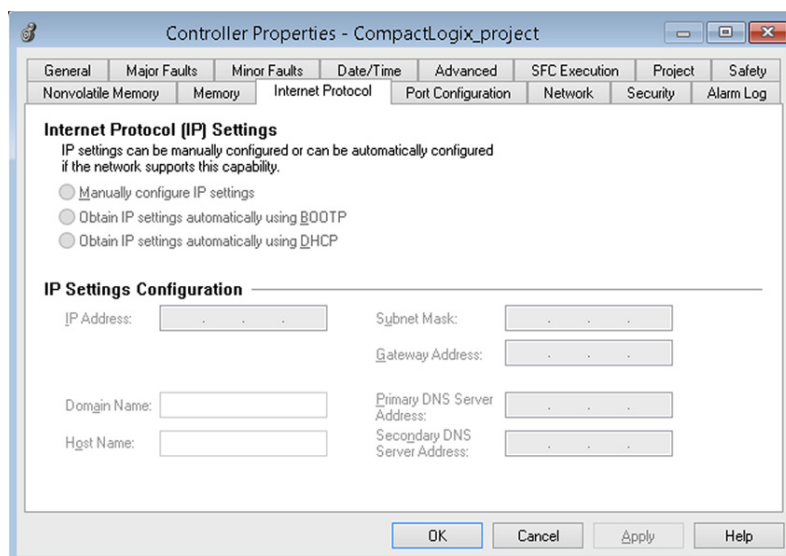 Controller Properties - CompactLogix_project
General Major Faults Minor Faults Date/Time Advanced SFC Execution Project Safety
Nonvolatile Memory Memory Internet Protocol Port Configuration Network Security Alarm Log
Internet Protocol (IP) Settings
IP settings can be manually configured or can be automatically configured
if the network supports this capability.
Manually configure IP settings
Obtain IP settings automatically using BOOTP
Obtain IP settings automatically using DHCP
IP Settings Configuration
IP Address: . . . Subnet Mask: . . .
Gateway Address: . . .
Domain Name: Primary DNS Server
Address: . . .
Host Name: Secondary DNS
Server Address: . . .
OK Cancel Apply Help